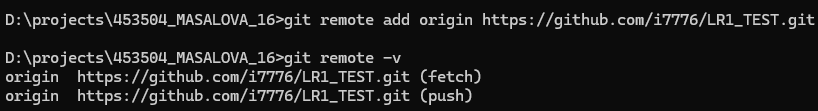 D:\projects\453504_MASALOVA_16>git remote add origin https://github.com/i7776/LR1_TEST.git
D:\projects\453504_MASALOVA_16>git remote -v
origin  https://github.com/i7776/LR1_TEST.git (fetch)
origin  https://github.com/i7776/LR1_TEST.git (push)